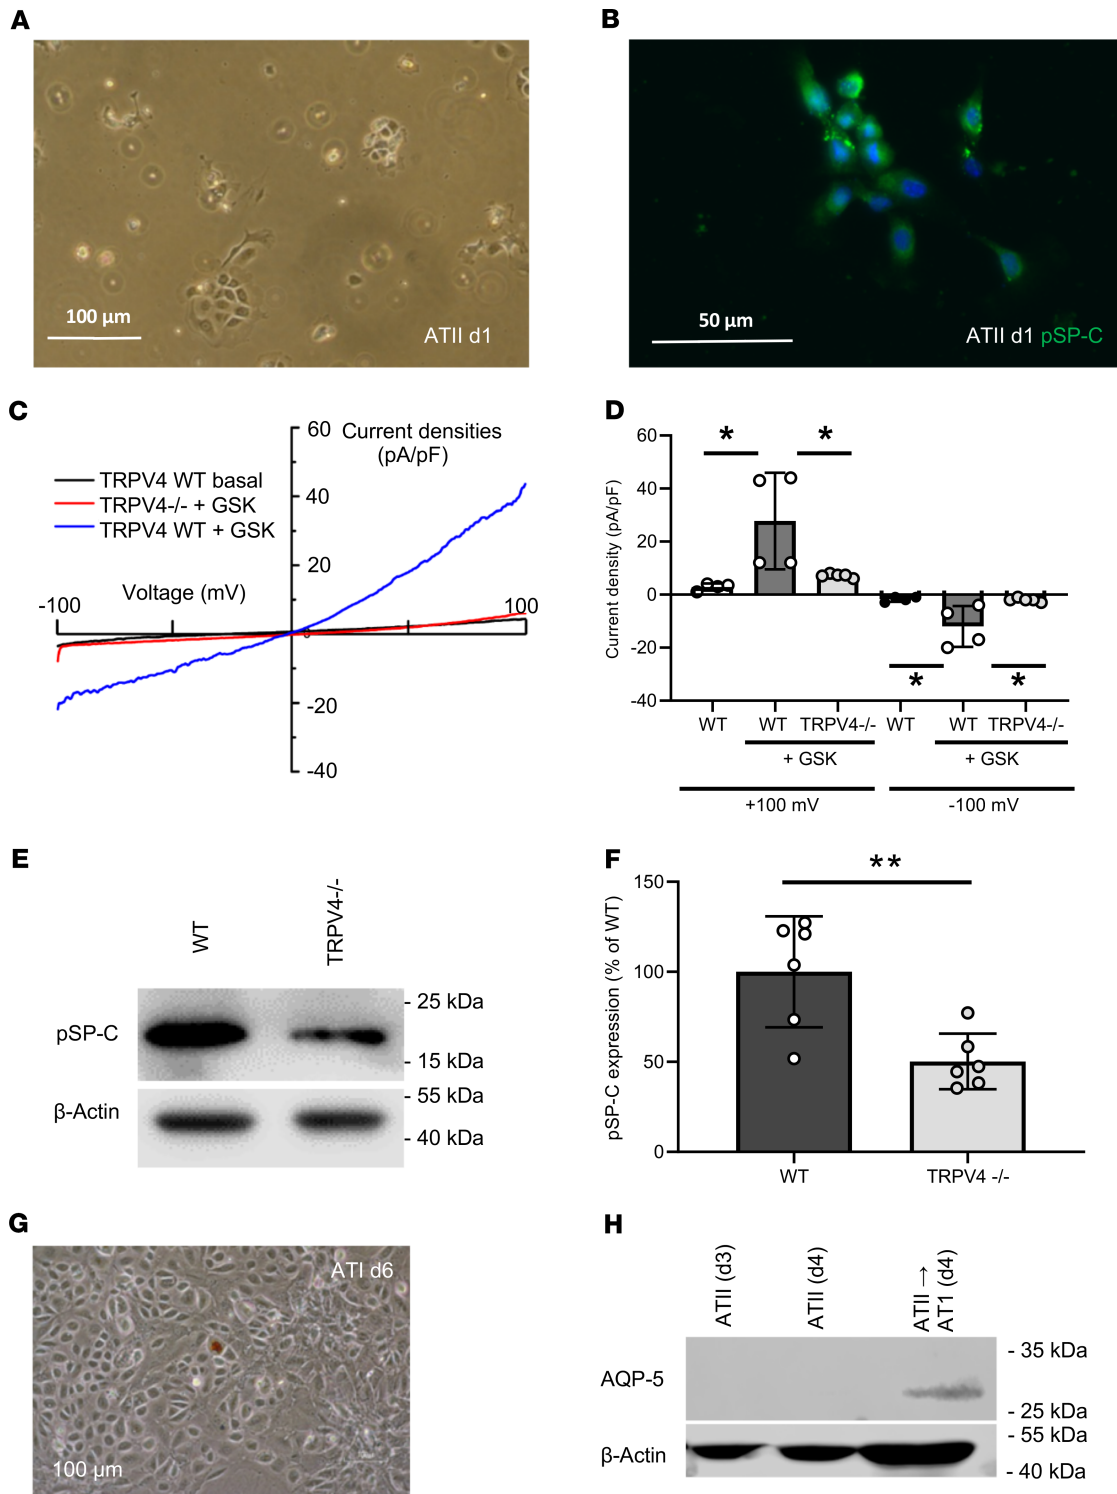 A
100 µm
ATII d1
B
50 µm
ATII d1 pSP-C
C
60
Current densities
(pA/pF)
TRPV4 WT basal
TRPV4-/- + GSK
TRPV4 WT + GSK
40
20
Voltage (mV)
-100
100
0
-20
-40
D
Current density (pA/pF)
60
40
20
0
-20
-40
*
*
*
*
WT
WT
TRPV4-/-
WT
WT
TRPV4-/-
+ GSK
+ GSK
+100 mV
-100 mV
E
WT
TRPV4-/-
pSP-C
- 25 kDa
- 15 kDa
β-Actin
- 55 kDa
- 40 kDa
F
pSP-C expression (% of WT)
150
100
50
0
**
WT
TRPV4 -/-
G
ATI d6
100 µm
H
ATII (d3)
ATII (d4)
ATII →
AT1 (d4)
AQP-5
- 35 kDa
- 25 kDa
β-Actin
- 55 kDa
- 40 kDa